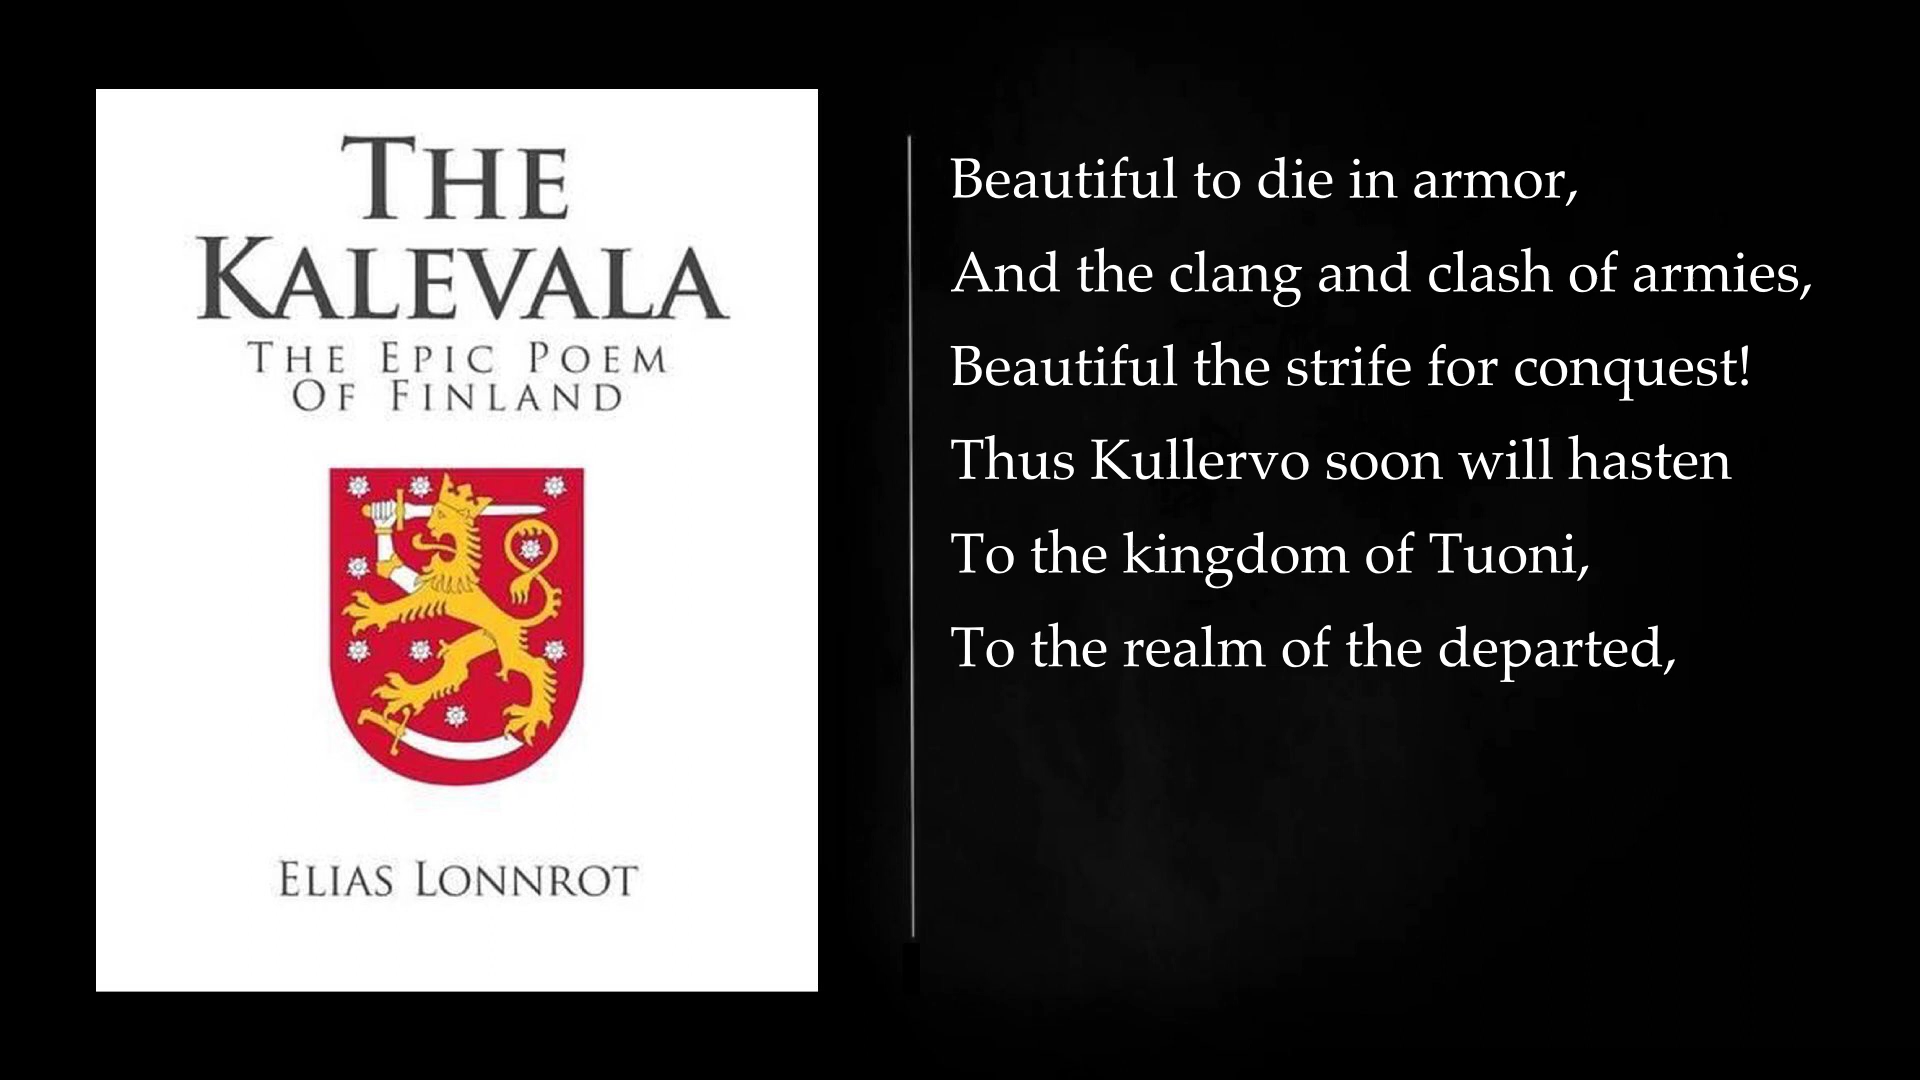 THE
KALEVALA
THE EPIC POEM
OF FINLAND
ELIAS LONNROT
Beautiful to die in armor,
And the clang and clash of armies,
Beautiful the strife for conquest!
Thus Kullervo soon will hasten
To the kingdom of Tuoni,
To the realm of the departed,